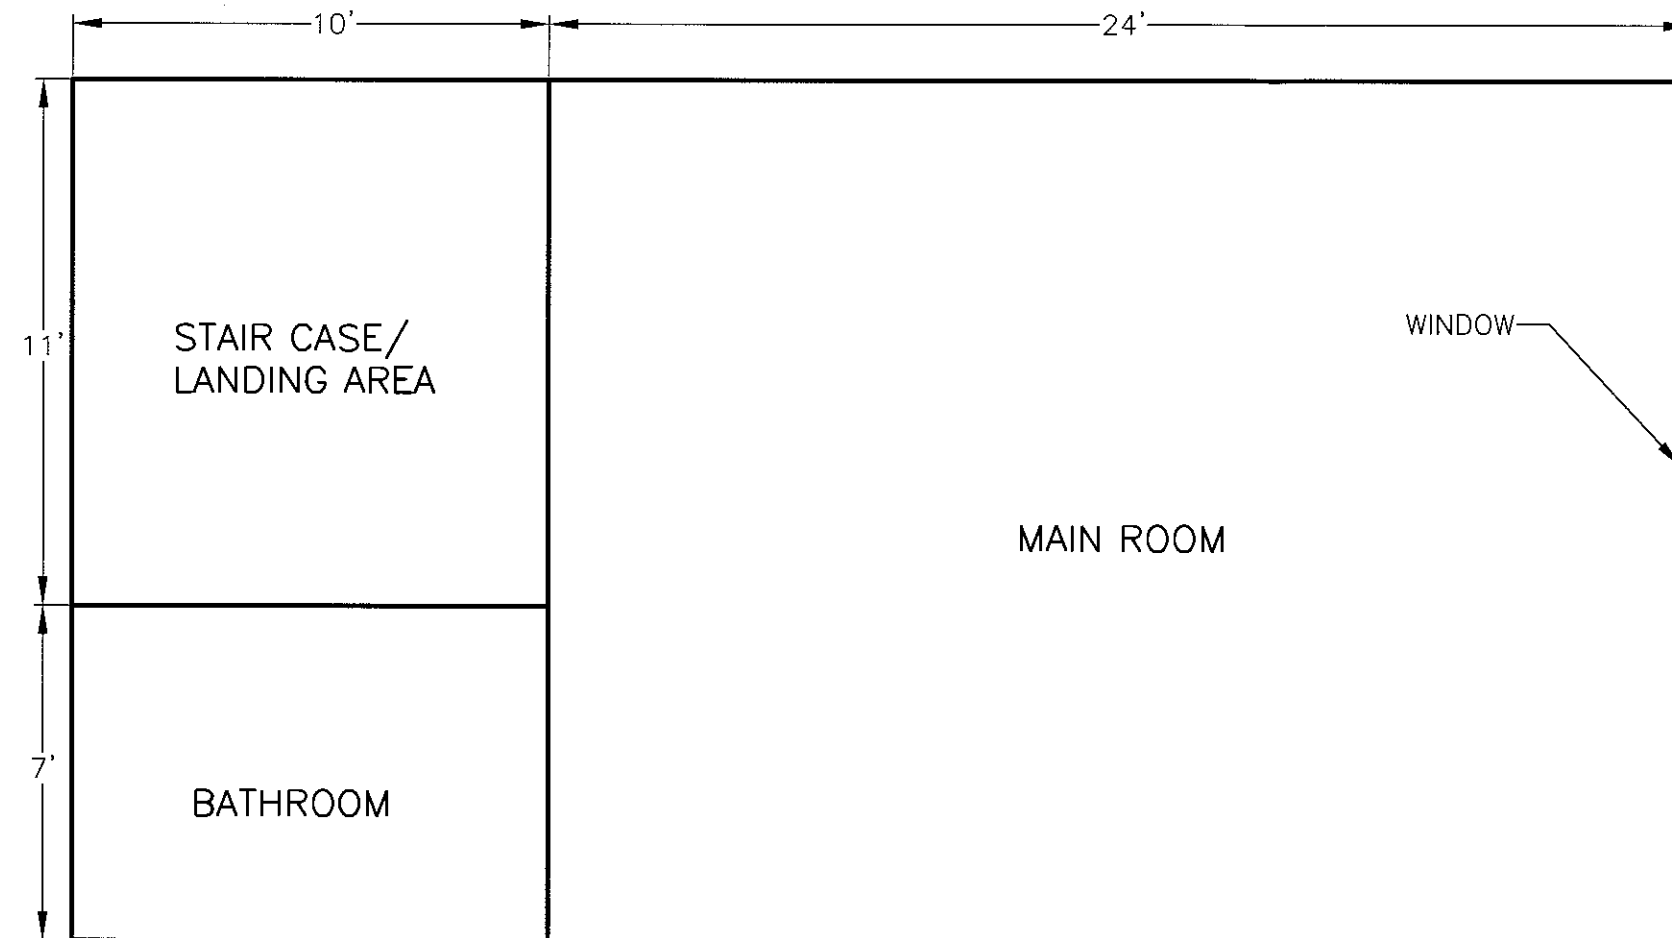 10'
24'
11'
STAIR CASE/
LANDING AREA
WINDOW
MAIN ROOM
7'
BATHROOM